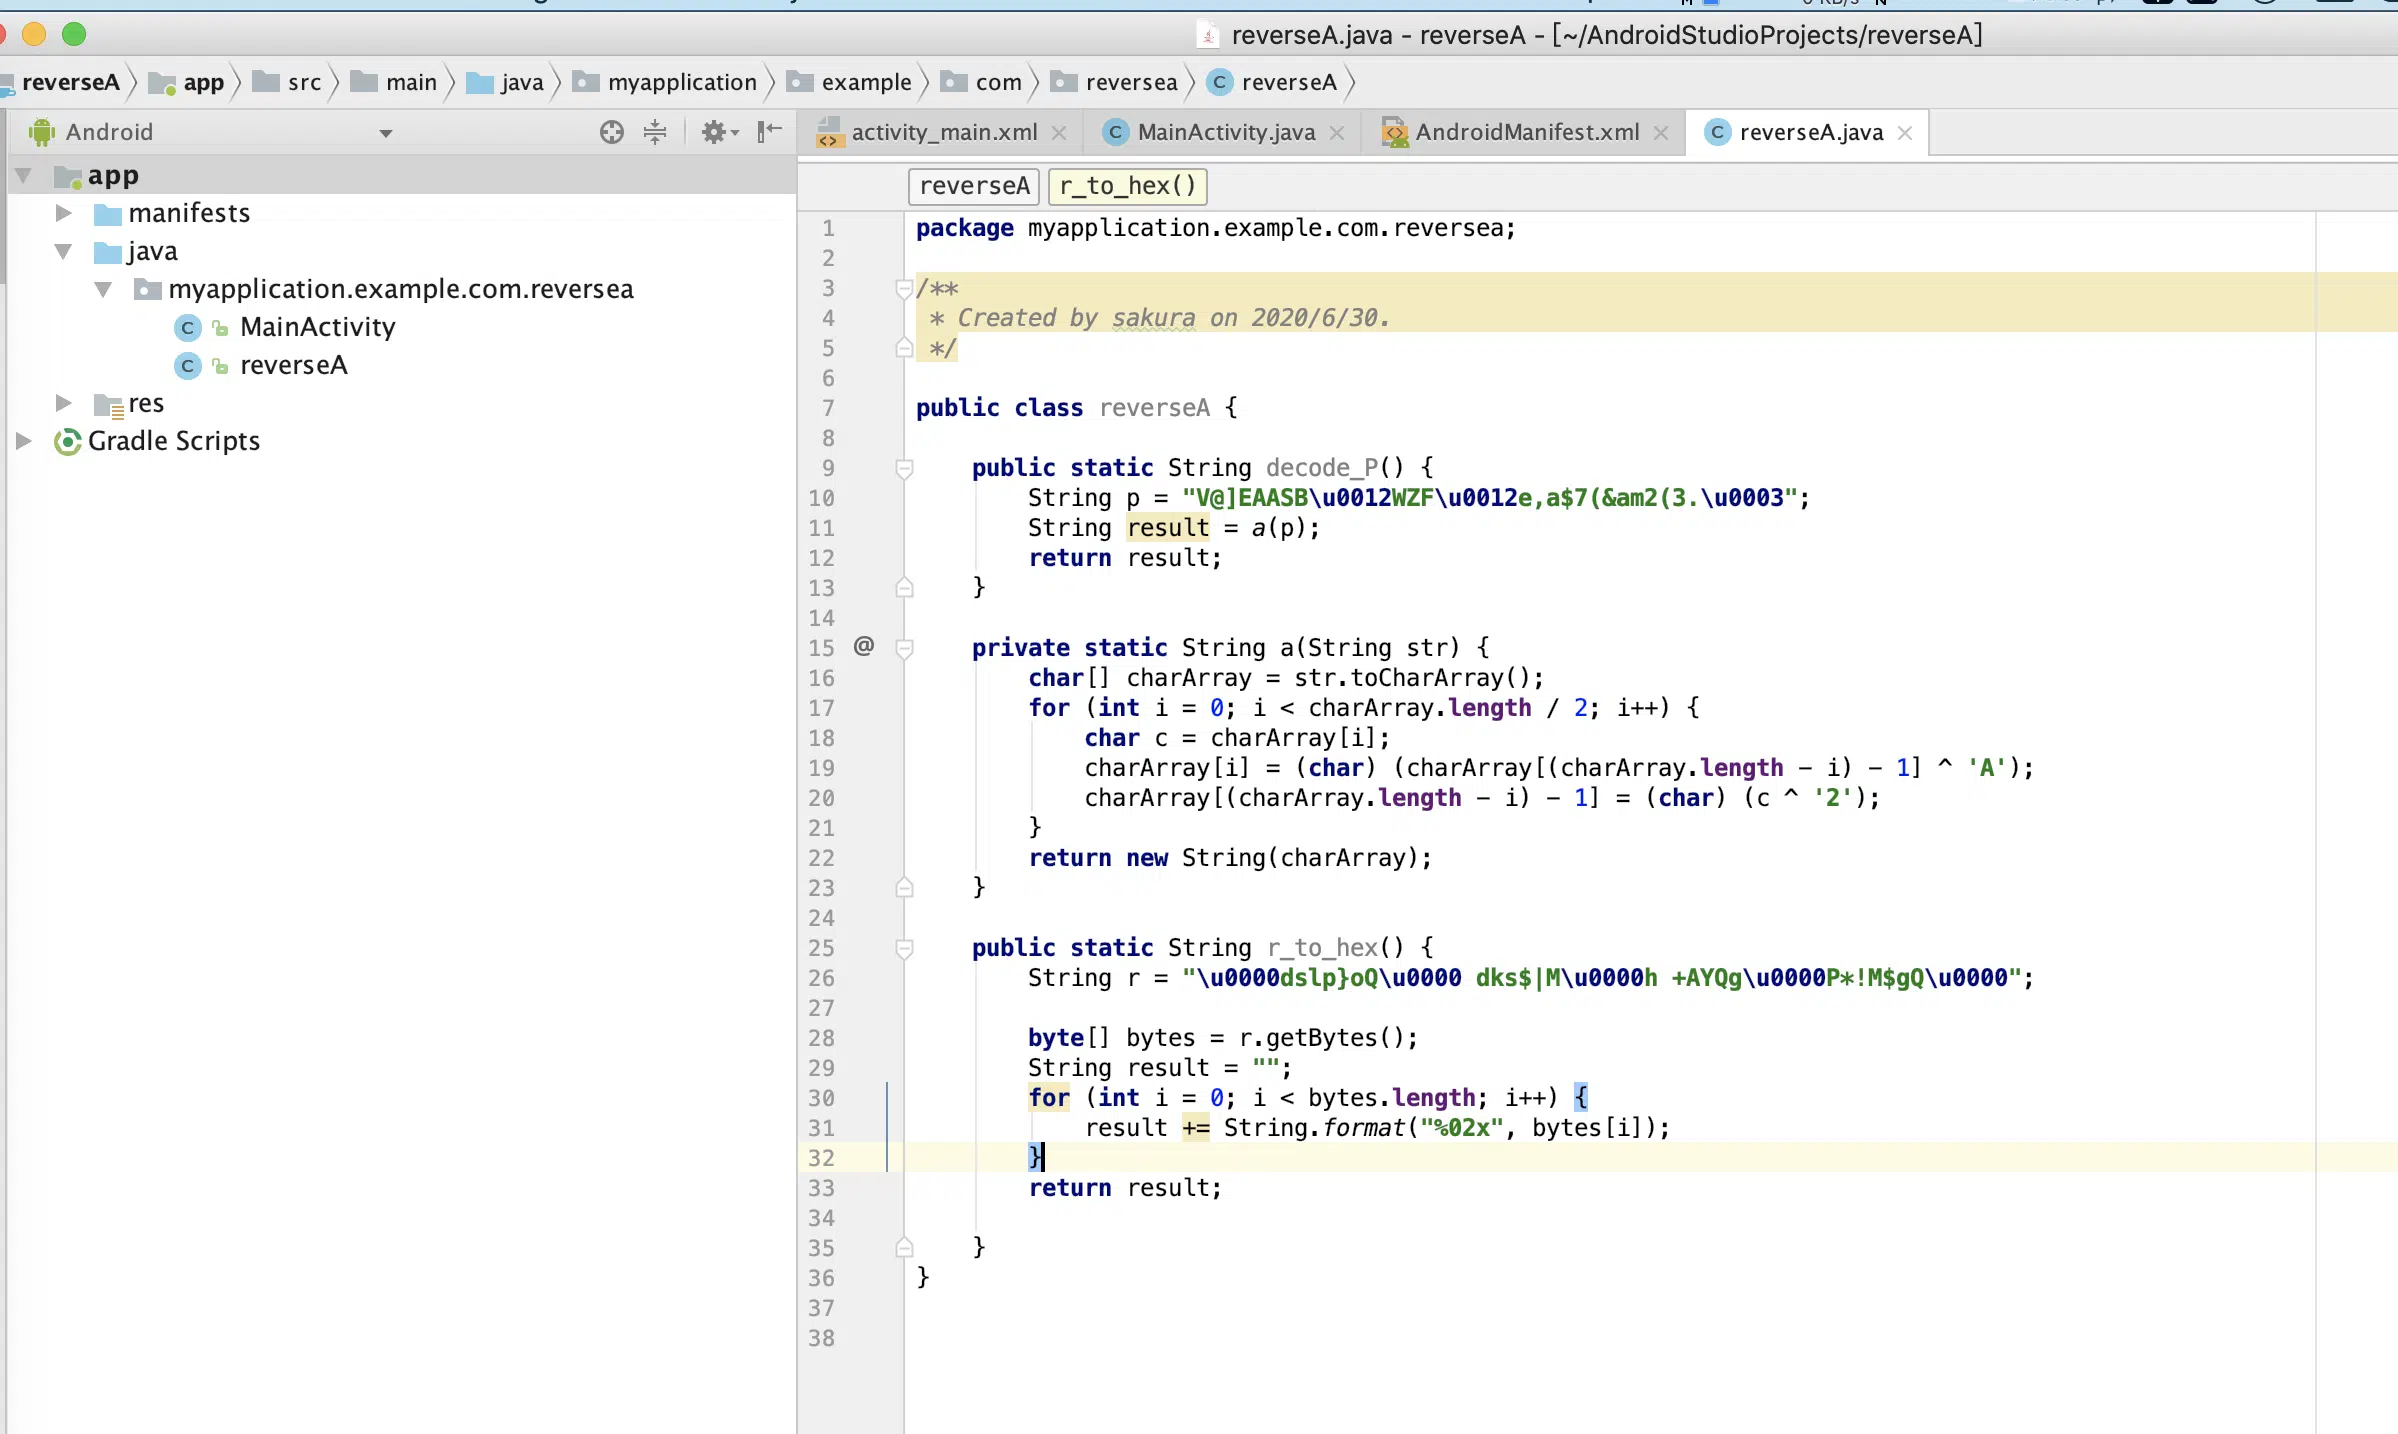 reverseA.java - reverseA - [~/AndroidStudioProjects/reverseA]
reverseA app src main java myapplication example com reversea reverseA
Android
activity_main.xml MainActivity.java AndroidManifest.xml reverseA.java
app
manifests
java
myapplication.example.com.reversea
MainActivity
reverseA
res
Gradle Scripts
reverseA r_to_hex()
1 package myapplication.example.com.reversea;
2
3 /**
4 * Created by sakura on 2020/6/30.
5 */
6
7 public class reverseA {
8
9 public static String decode_P() {
10 String p = "V@]EAASB\u0012WZF\u0012e,a$7(&am2(3.\u0003";
11 String result = a(p);
12 return result;
13 }
14
15 @ private static String a(String str) {
16 char[] charArray = str.toCharArray();
17 for (int i = 0; i < charArray.length / 2; i++) {
18 char c = charArray[i];
19 charArray[i] = (char) (charArray[(charArray.length - i) - 1] ^ 'A');
20 charArray[(charArray.length - i) - 1] = (char) (c ^ '2');
21 }
22 return new String(charArray);
23 }
24
25 public static String r_to_hex() {
26 String r = "\u0000dslp}oQ\u0000 dks$|M\u0000h +AYQg\u0000P*!M$gQ\u0000";
27
28 byte[] bytes = r.getBytes();
29 String result = "";
30 for (int i = 0; i < bytes.length; i++) {
31 result += String.format("%02x", bytes[i]);
32 }
33 return result;
34
35 }
36 }
37
38